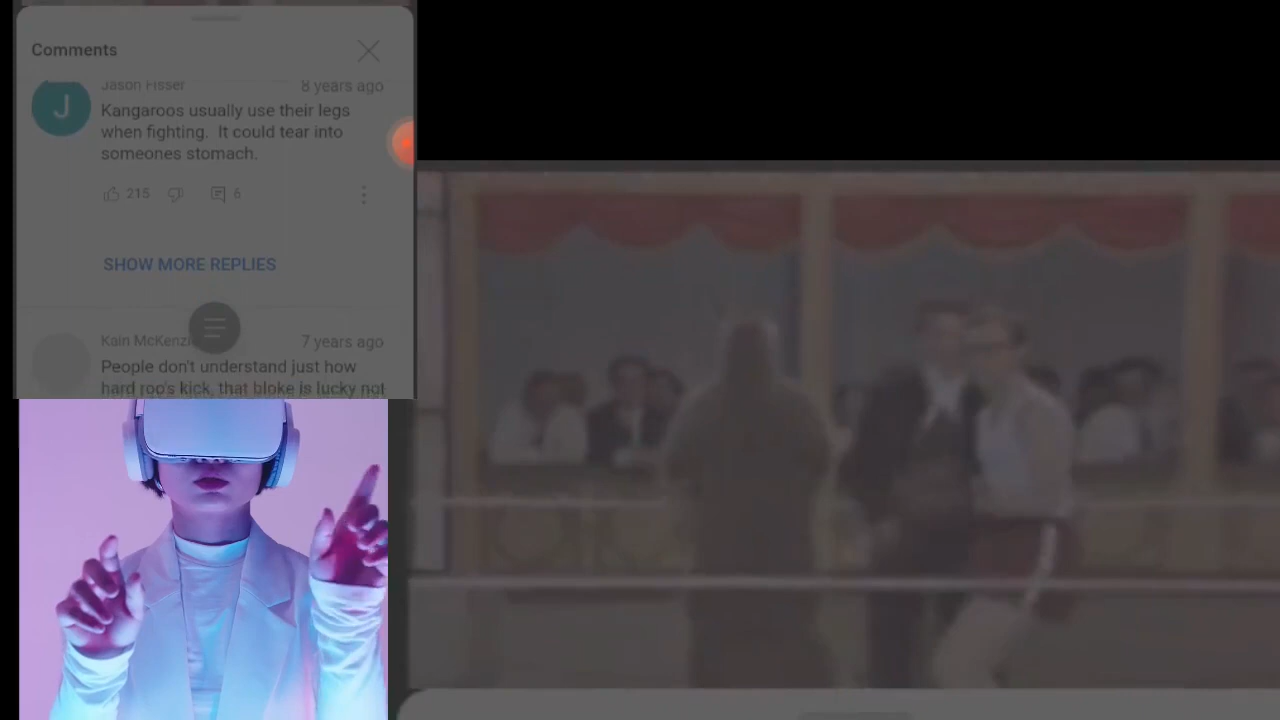 Comments
Jason Fisser
8 years ago
J
Kangaroos usually use their legs
when fighting.  It could tear into
someones stomach.
215
6
SHOW MORE REPLIES
Kain McKenzi
7 years ago
People don't understand just how
hard roo's kick, that bloke is lucky not